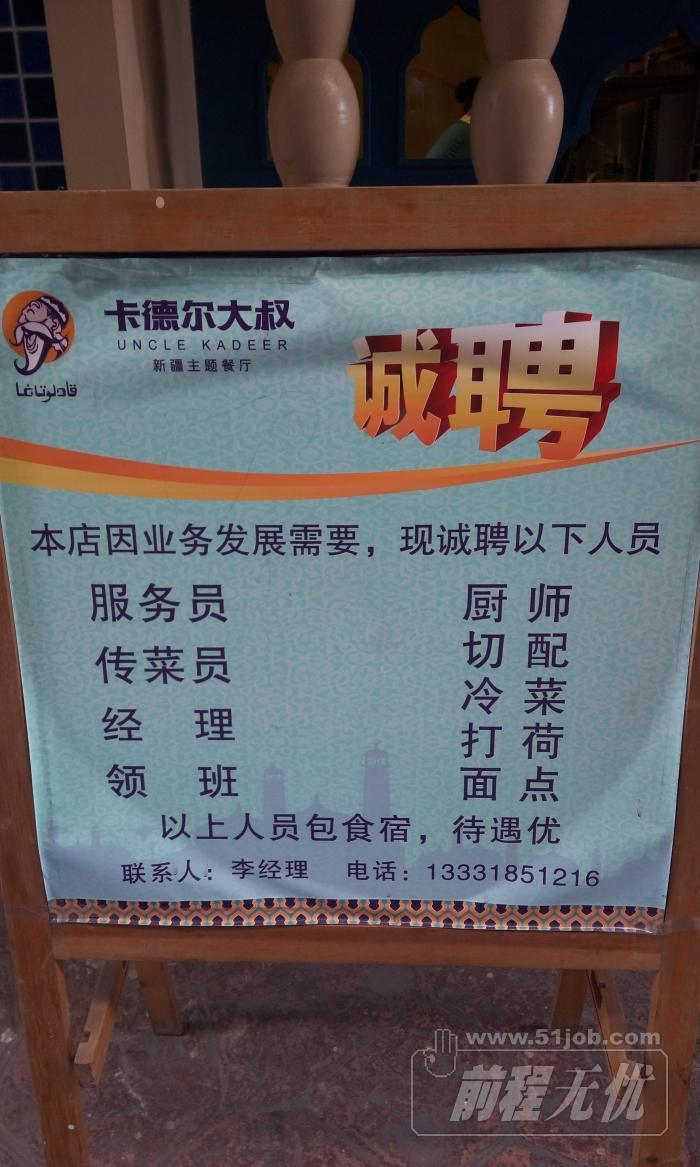 卡德尔大叔
UNCLE KADEER
新疆主题餐厅
诚聘
本店因业务发展需要，现诚聘以下人员
服务员 厨师
传菜员 切配
冷菜
经理 打荷
领班 面点
以上人员包食宿，待遇优
联系人：李经理 电话：13331851216
www.51job.com
前程无忧